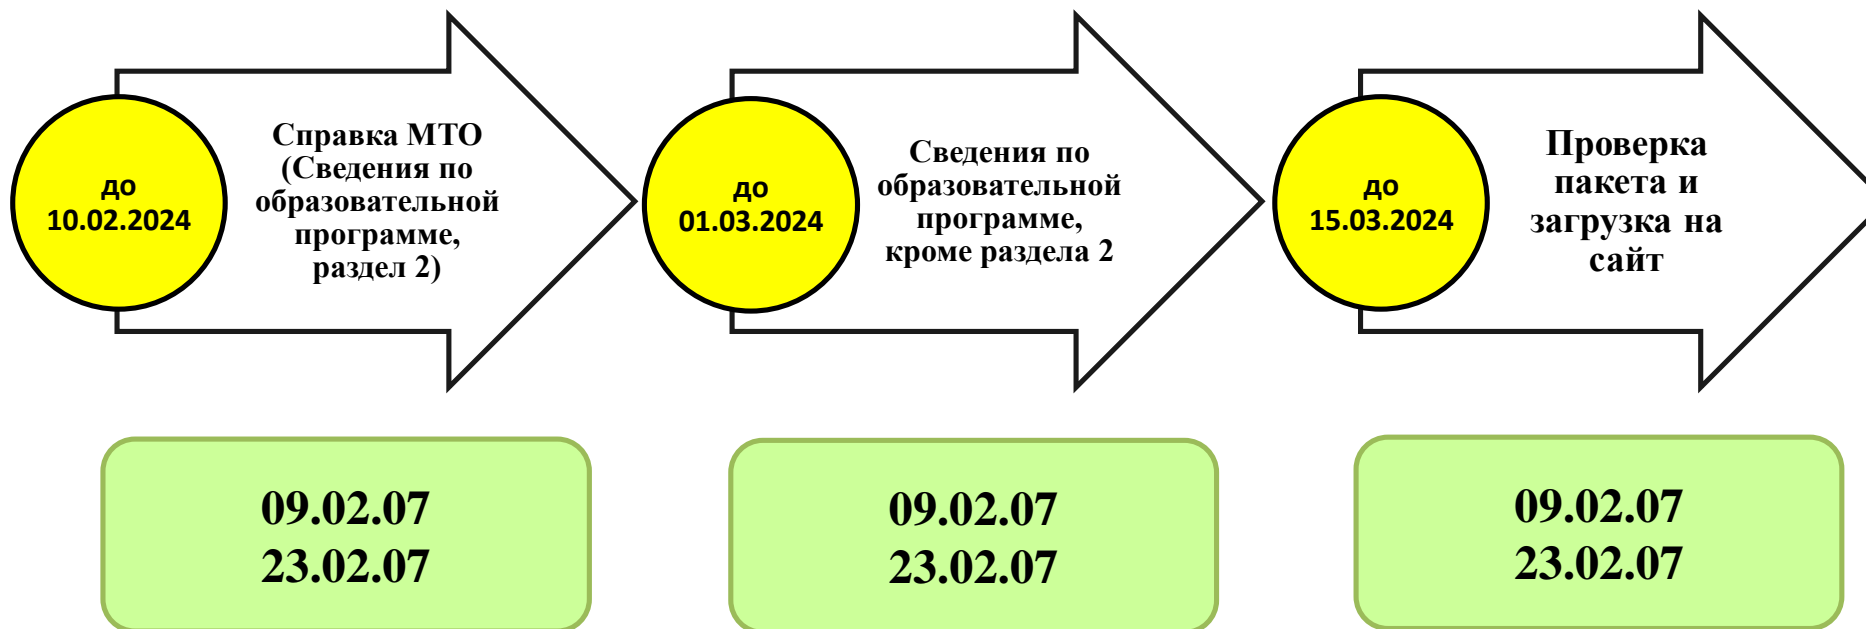 до
10.02.2024
Справка МТО
(Сведения по
образовательной
программе,
раздел 2)
до
01.03.2024
Сведения по
образовательной
программе,
кроме раздела 2
до
15.03.2024
Проверка
пакета и
загрузка на
сайт
09.02.07
23.02.07
09.02.07
23.02.07
09.02.07
23.02.07